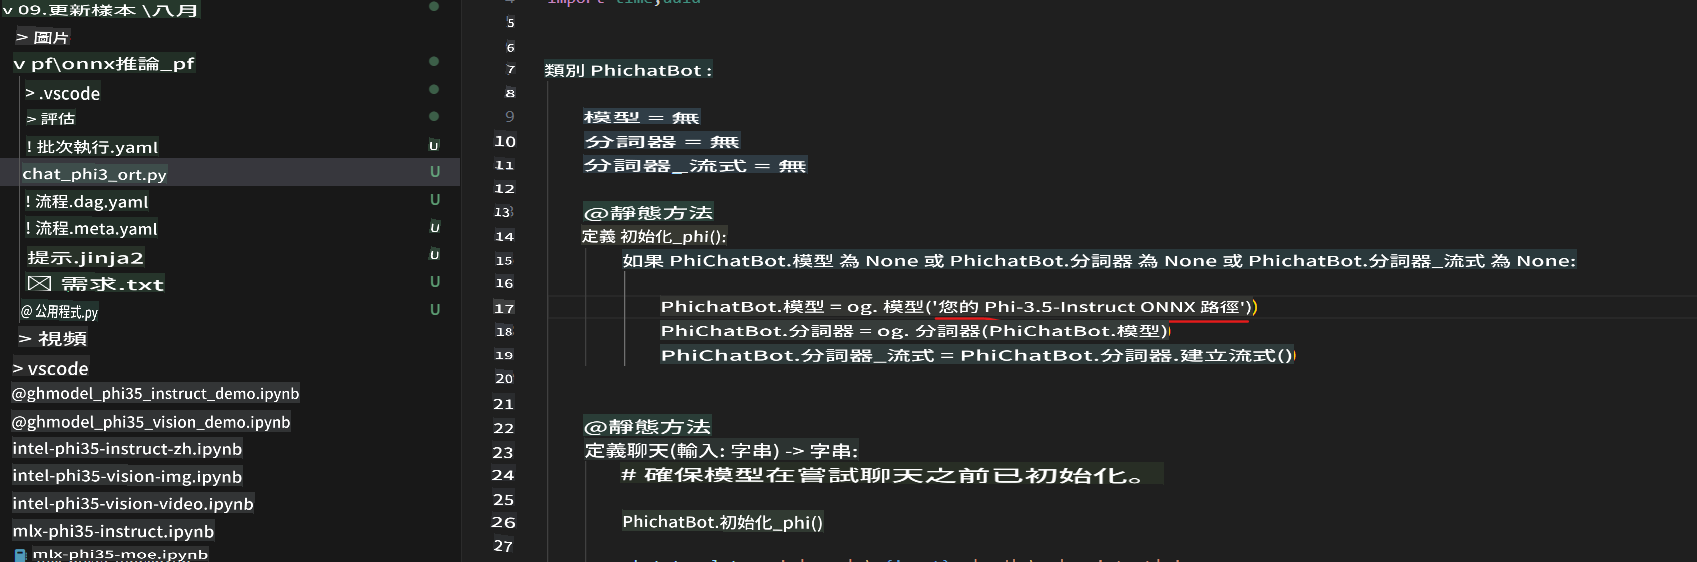 v 09.更新樣本 \八月
> 圖片
v pf\onnx推論_pf
> .vscode
> 評估
! 批次執行.yaml U
chat_phi3_ort.py U
! 流程.dag.yaml U
! 流程.meta.yaml U
提示.jinja2 U
需求.txt U
@ 公用程式.py U
> 視頻
> vscode
@ghmodel_phi35_instruct_demo.ipynb
@ghmodel_phi35_vision_demo.ipynb
intel-phi35-instruct-zh.ipynb
intel-phi35-vision-img.ipynb
intel-phi35-vision-video.ipynb
mlx-phi35-instruct.ipynb
mlx-phi35-moe.ipynb
4 import time,uuid
5
6
7 類別 PhichatBot :
8
9 模型 = 無
10 分詞器 = 無
11 分詞器_流式 = 無
12
13 @靜態方法
14 定義 初始化_phi():
15 如果 PhiChatBot.模型 為 None 或 PhichatBot.分詞器 為 None 或 PhichatBot.分詞器_流式 為 None:
16
17 PhichatBot.模型 = og. 模型('您的 Phi-3.5-Instruct ONNX 路徑'))
18 PhiChatBot.分詞器 = og. 分詞器(PhiChatBot.模型)
19 PhiChatBot.分詞器_流式 = PhiChatBot.分詞器.建立流式())
20
21
22 @靜態方法
23 定義聊天(輸入: 字串) -> 字串:
24 # 確保模型在嘗試聊天之前已初始化。
25
26 PhichatBot.初始化_phi()
27